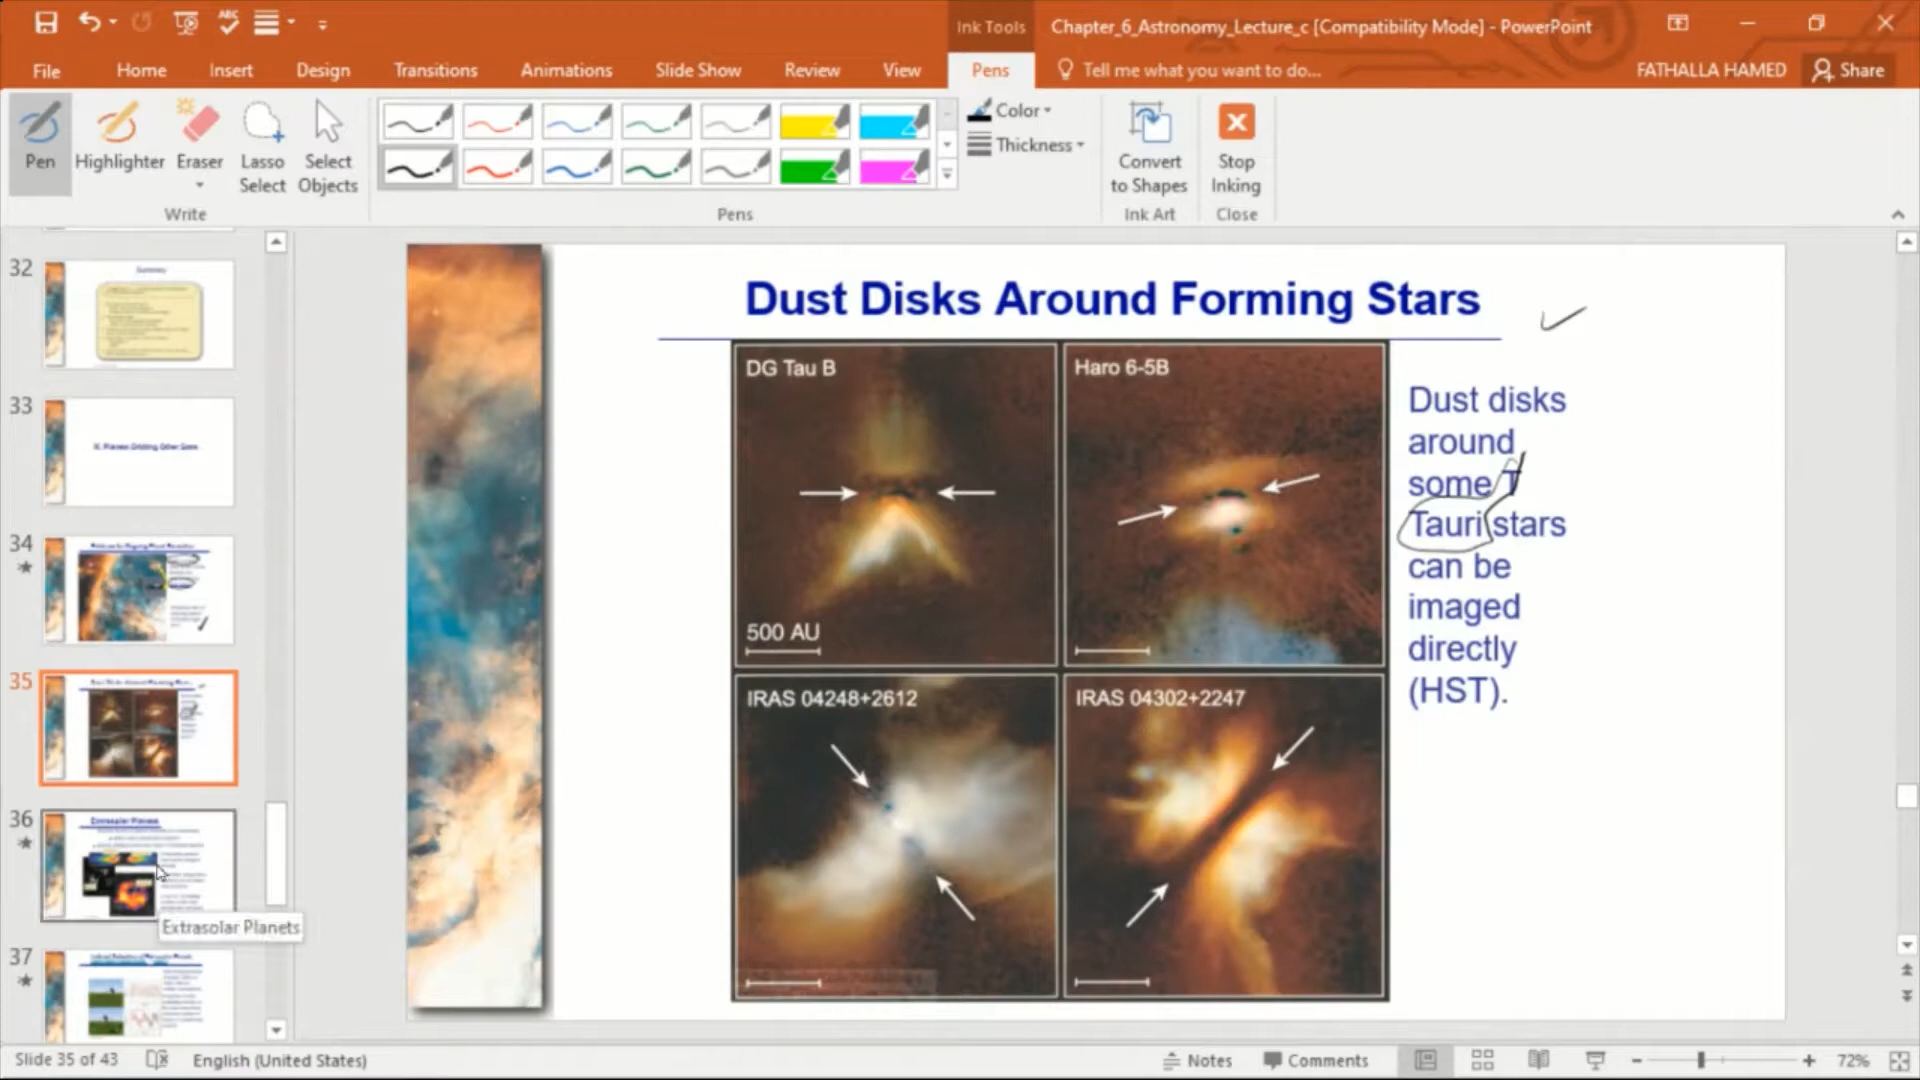 Ink Tools
Chapter_6_Astronomy_Lecture_c [Compatibility Mode] - PowerPoint
File Home Insert Design Transitions Animations Slide Show Review View Pens Tell me what you want to do... FATHALLA HAMED Share
ABC
Pen
Highlighter
Eraser
Lasso
Select
Select
Objects
Write
Pens
Color
Thickness
Convert
to Shapes
Ink Art
Stop
Inking
Close
32
Summary
33
34
35
36
Extrasolar Planets
Extrasolar Planets
37
Dust Disks Around Forming Stars
DG Tau B
500 AU
Haro 6-5B
IRAS 04248+2612
IRAS 04302+2247
Dust disks
around
some T
Tauri stars
can be
imaged
directly
(HST).
Slide 35 of 43 English (United States) Notes Comments 72%